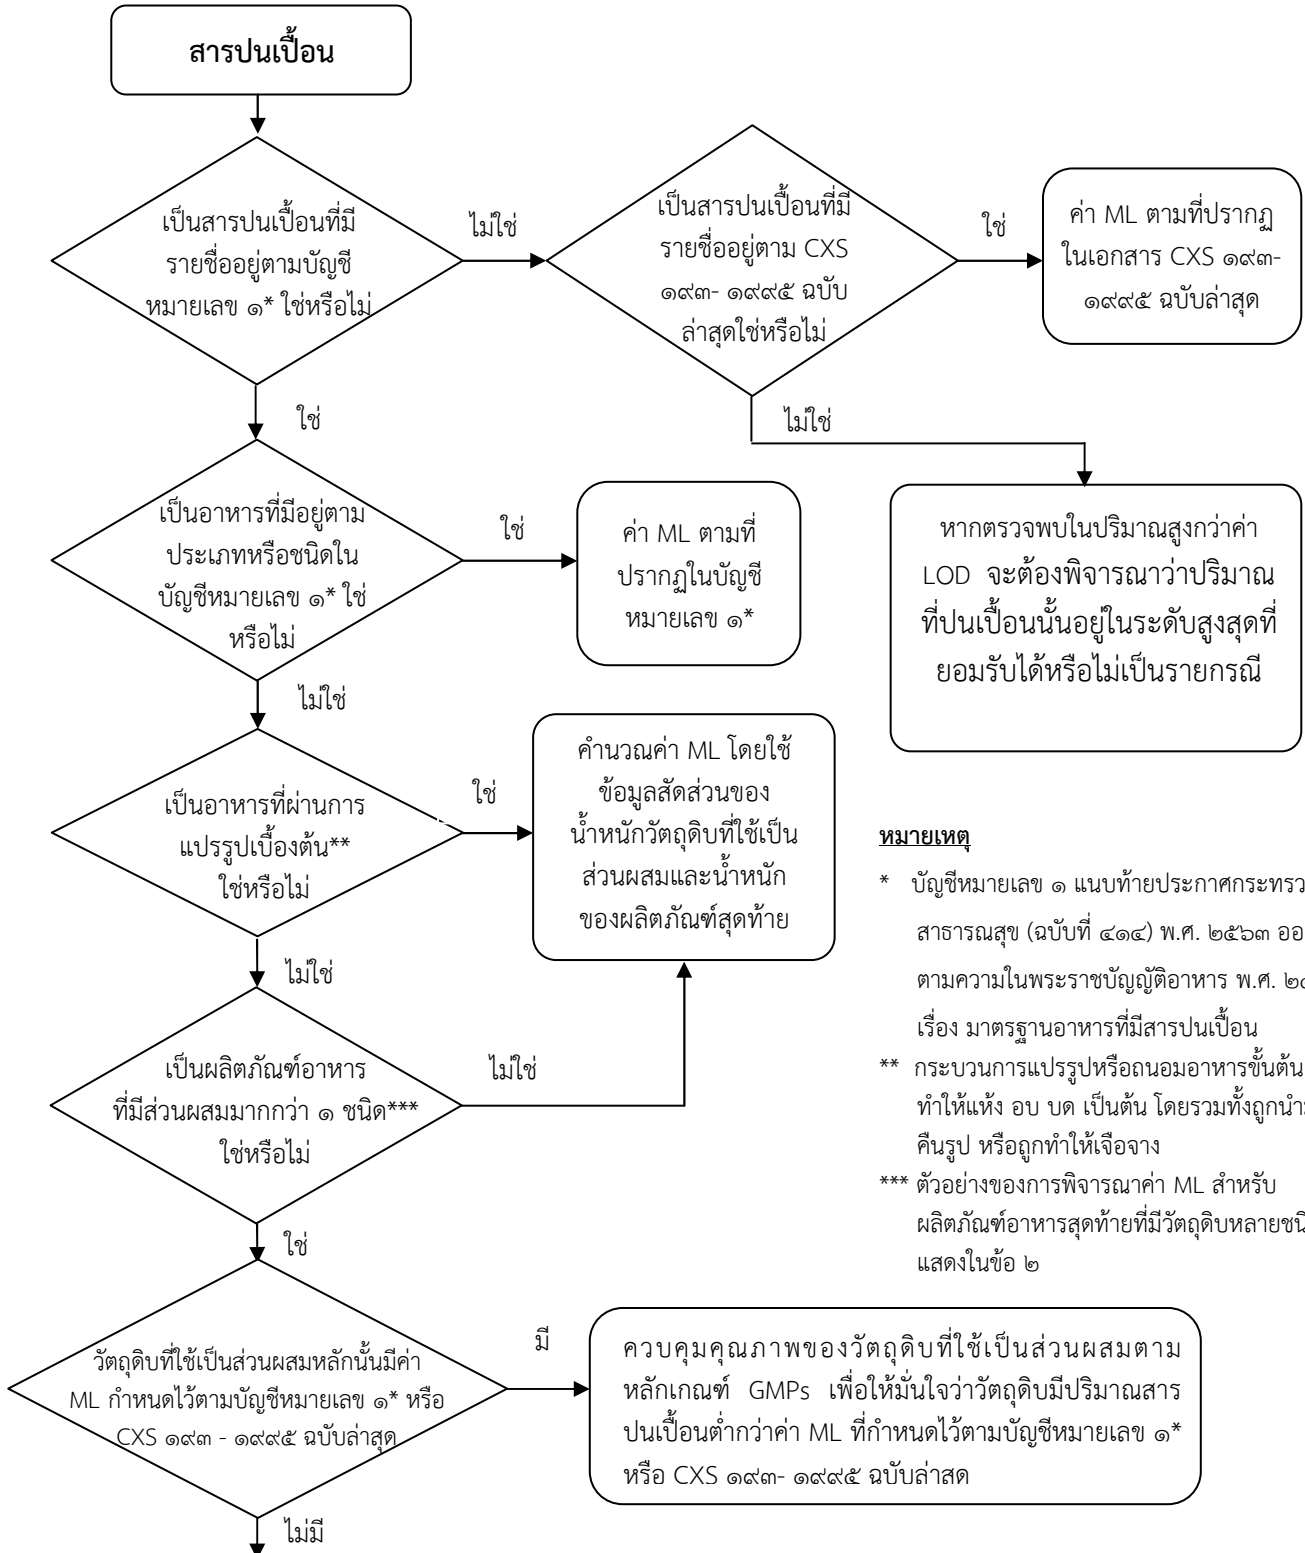 สารปนเปื้อน
เป็นสารปนเปื้อนที่มี
รายชื่ออยู่ตามบัญชี
หมายเลข ๑* ใช่หรือไม่
ไม่ใช่
เป็นสารปนเปื้อนที่มี
รายชื่ออยู่ตาม CXS
๑๙๓- ๑๙๙๕ ฉบับ
ล่าสุดใช่หรือไม่
ใช่
ค่า ML ตามที่ปรากฏ
ในเอกสาร CXS ๑๙๓-
๑๙๙๕ ฉบับล่าสุด
ใช่
ไม่ใช่
เป็นอาหารที่มีอยู่ตาม
ประเภทหรือชนิดใน
บัญชีหมายเลข ๑* ใช่
หรือไม่
ใช่
ค่า ML ตามที่
ปรากฏในบัญชี
หมายเลข ๑*
หากตรวจพบในปริมาณสูงกว่าค่า
LOD จะต้องพิจารณาว่าปริมาณ
ที่ปนเปื้อนนั้นอยู่ในระดับสูงสุดที่
ยอมรับได้หรือไม่เป็นรายกรณี
ไม่ใช่
เป็นอาหารที่ผ่านการ
แปรรูปเบื้องต้น**
ใช่หรือไม่
ใช่
คำนวณค่า ML โดยใช้
ข้อมูลสัดส่วนของ
น้ำหนักวัตถุดิบที่ใช้เป็น
ส่วนผสมและน้ำหนัก
ของผลิตภัณฑ์สุดท้าย
ไม่ใช่
เป็นผลิตภัณฑ์อาหาร
ที่มีส่วนผสมมากกว่า ๑ ชนิด***
ใช่หรือไม่
ไม่ใช่
หมายเหตุ
* บัญชีหมายเลข ๑ แนบท้ายประกาศกระทรว
สาธารณสุข (ฉบับที่ ๔๑๔) พ.ศ. ๒๕๖๓ ออ
ตามความในพระราชบัญญัติอาหาร พ.ศ.
เรื่อง มาตรฐานอาหารที่มีสารปนเปื้อน
** กระบวนการแปรรูปหรือถนอมอาหารขั้นต้น
ทำให้แห้ง อบ บด เป็นต้น โดยรวมทั้งถูกนำ
คืนรูป หรือถูกทำให้เจือจาง
*** ตัวอย่างของการพิจารณาค่า ML สำหรับ
ผลิตภัณฑ์อาหารสุดท้ายที่มีวัตถุดิบหลายชนิ
แสดงในข้อ ๒
ใช่
วัตถุดิบที่ใช้เป็นส่วนผสมหลักนั้นมีค่า
ML กำหนดไว้ตามบัญชีหมายเลข ๑* หรือ
CXS ๑๙๓ - ๑๙๙๕ ฉบับล่าสุด
มี
ควบคุมคุณภาพของวัตถุดิบที่ใช้เป็นส่วนผสมตาม
หลักเกณฑ์ GMPs เพื่อให้มั่นใจว่าวัตถุดิบมีปริมาณสาร
ปนเปื้อนต่ำกว่าค่า ML ที่กำหนดไว้ตามบัญชีหมายเลข ๑*
หรือ CXS ๑๙๓- ๑๙๙๕ ฉบับล่าสด
ไม่มี